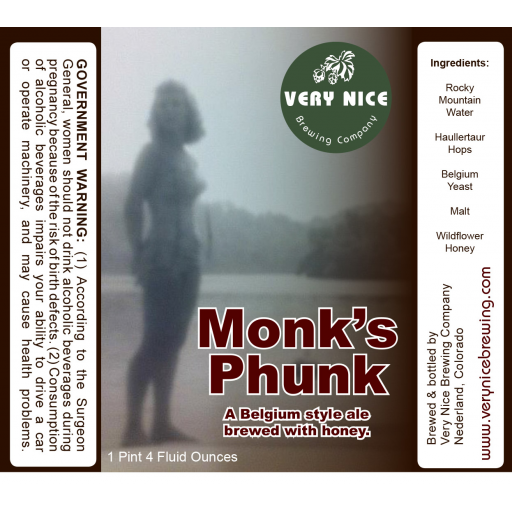 GOVERNMENT WARNING: (1) According to the Surgeon
General, women should not drink alcoholic beverages during
pregnancy because of the risk of birth defects. (2) Consumption
of alcoholic beverages impairs your ability to drive a car
or operate machinery, and may cause health problems.
VERY NICE
Brewing Company
Monk's
Phunk
A Belgium style ale
brewed with honey.
1 Pint 4 Fluid Ounces
Ingredients:
Rocky
Mountain
Water
Haullertaur
Hops
Belgium
Yeast
Malt
Wildflower
Honey
Brewed & bottled by
Very Nice Brewing Company
Nederland, Colorado
www.verynicebrewing.com